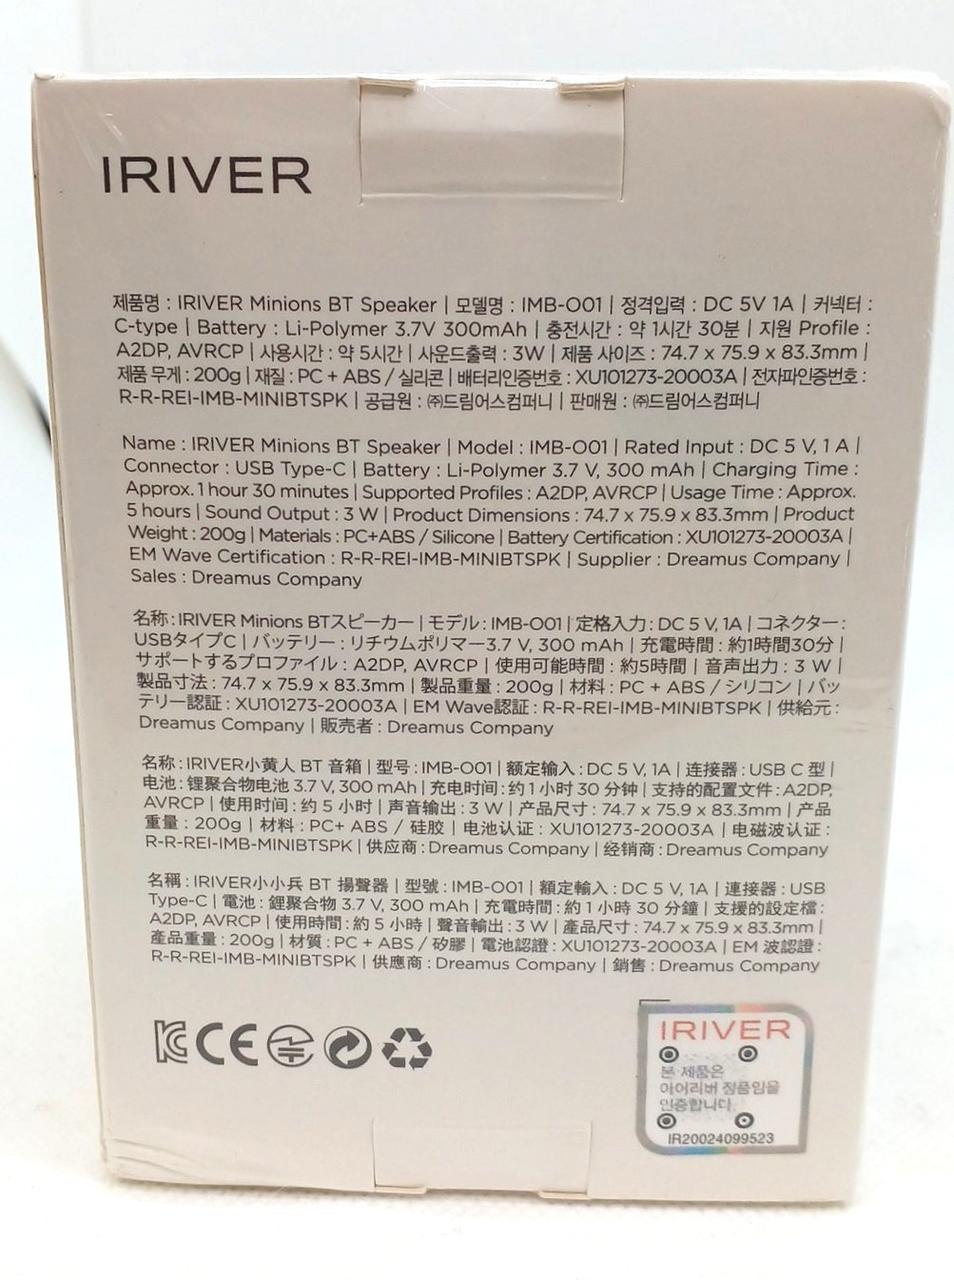 IRIVER
제품명 : IRIVER Minions BT Speaker | 모델명 : IMB-O01 | 정격입력 : DC 5V 1A | 커넥터 :
C-type | Battery : Li-Polymer 3.7V 300mAh | 충전시간 : 약 1시간 30분 | 지원 Profile :
A2DP, AVRCP | 사용시간 : 약 5시간 | 사운드출력 : 3W | 제품 사이즈 : 74.7 x 75.9 x 83.3mm |
제품 무게 : 200g | 재질 : PC + ABS / 실리콘 | 배터리인증번호 : XU101273-20003A | 전자파인증번호 :
R-R-REI-IMB-MINIBTSPK | 공급원 : ㈜드림어스컴퍼니 | 판매원 : ㈜드림어스컴퍼니
Name : IRIVER Minions BT Speaker | Model : IMB-O01 | Rated Input : DC 5 V, 1 A |
Connector : USB Type-C | Battery : Li-Polymer 3.7 V, 300 mAh | Charging Time :
Approx. 1 hour 30 minutes | Supported Profiles : A2DP, AVRCP | Usage Time : Approx.
5 hours | Sound Output : 3 W | Product Dimensions : 74.7 x 75.9 x 83.3mm | Product
Weight : 200g | Materials : PC+ABS / Silicone | Battery Certification : XU101273-20003A |
EM Wave Certification : R-R-REI-IMB-MINIBTSPK | Supplier : Dreamus Company |
Sales : Dreamus Company
名称 : IRIVER Minions BTスピーカー | モデル : IMB-O01 | 定格入力 : DC 5 V, 1A | コネクター :
USBタイプC | バッテリー : リチウムポリマー3.7 V, 300 mAh | 充電時間 : 約1時間30分 |
サポートするプロファイル : A2DP, AVRCP | 使用可能時間 : 約5時間 | 音声出力 : 3 W |
製品寸法 : 74.7 x 75.9 x 83.3mm | 製品重量 : 200g | 材料 : PC + ABS / シリコン | バッ
テリー認証 : XU101273-20003A | EM Wave認証 : R-R-REI-IMB-MINIBTSPK | 供給元 :
Dreamus Company | 販売者 : Dreamus Company
名称 : IRIVER小黄人 BT 音箱 | 型号 : IMB-O01 | 额定输入 : DC 5 V, 1A | 连接器 : USB C 型 |
电池 : 锂聚合物电池 3.7 V, 300 mAh | 充电时间 : 约 1 小时 30 分钟 | 支持的配置文件 : A2DP,
AVRCP | 使用时间 : 约 5 小时 | 声音输出 : 3 W | 产品尺寸 : 74.7 x 75.9 x 83.3mm | 产品
重量 : 200g | 材料 : PC+ ABS / 硅胶 | 电池认证 : XU101273-20003A | 电磁波认证 :
R-R-REI-IMB-MINIBTSPK | 供应商 : Dreamus Company | 经销商 : Dreamus Company
名稱 : IRIVER小小兵 BT 揚聲器 | 型號 : IMB-O01 | 額定輸入 : DC 5 V, 1A | 連接器 : USB
Type-C | 電池 : 鋰聚合物 3.7 V, 300 mAh | 充電時間 : 約 1 小時 30 分鐘 | 支援的設定檔 :
A2DP, AVRCP | 使用時間 : 約 5 小時 | 聲音輸出 : 3 W | 產品尺寸 : 74.7 x 75.9 x 83.3mm |
產品重量 : 200g | 材質 : PC + ABS / 矽膠 | 電池認證 : XU101273-20003A | EM 波認證 :
R-R-REI-IMB-MINIBTSPK | 供應商 : Dreamus Company | 銷售 : Dreamus Company
KC CE
IRIVER
본 제품은
아이리버 정품임을
인증합니다.
IR20024099523